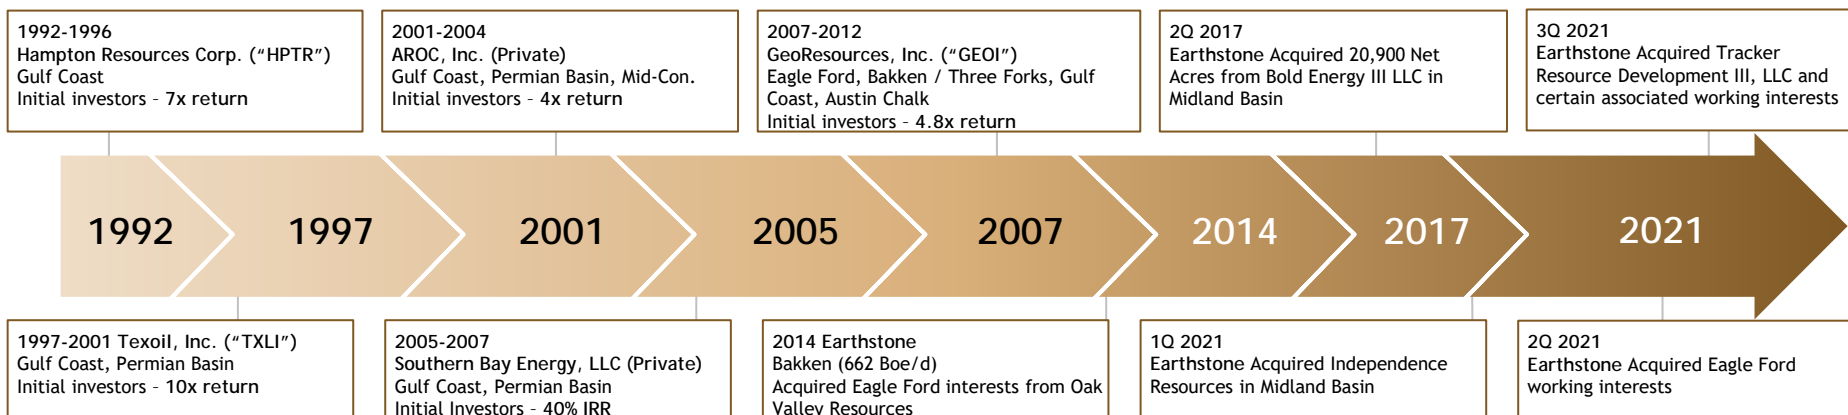 1992-1996
Hampton Resources Corp. (“HPTR”)
Gulf Coast
Initial investors – 7x return
2001-2004
AROC, Inc. (Private)
Gulf Coast, Permian Basin, Mid-Con.
Initial investors – 4x return
2007-2012
GeoResources, Inc. (“GEOI”)
Eagle Ford, Bakken / Three Forks, Gulf
Coast, Austin Chalk
Initial investors – 4.8x return
2Q 2017
Earthstone Acquired 20,900 Net
Acres from Bold Energy III LLC in
Midland Basin
3Q 2021
Earthstone Acquired Tracker
Resource Development III, LLC and
certain associated working interests
1992
1997
2001
2005
2007
2014
2017
2021
1997-2001 Texoil, Inc. (“TXLI”)
Gulf Coast, Permian Basin
Initial investors – 10x return
2005-2007
Southern Bay Energy, LLC (Private)
Gulf Coast, Permian Basin
Initial Investors – 40% IRR
2014 Earthstone
Bakken (662 Boe/d)
Acquired Eagle Ford interests from Oak
Valley Resources
1Q 2021
Earthstone Acquired Independence
Resources in Midland Basin
2Q 2021
Earthstone Acquired Eagle Ford
working interests